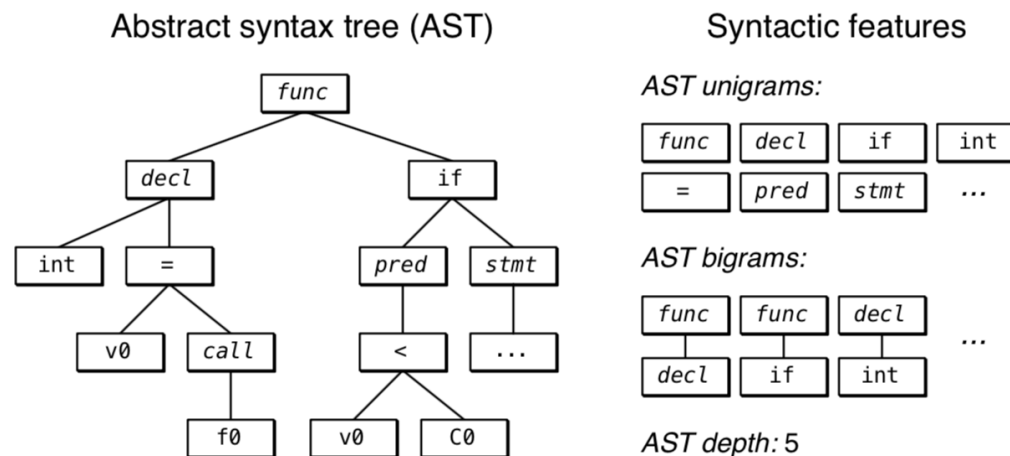 Abstract syntax tree (AST)
func
decl if
int = pred stmt
v0 call < ...
f0 v0 C0
Syntactic features
AST unigrams:
func decl if int
= pred stmt ...
AST bigrams:
func func decl
decl if int ...
AST depth: 5